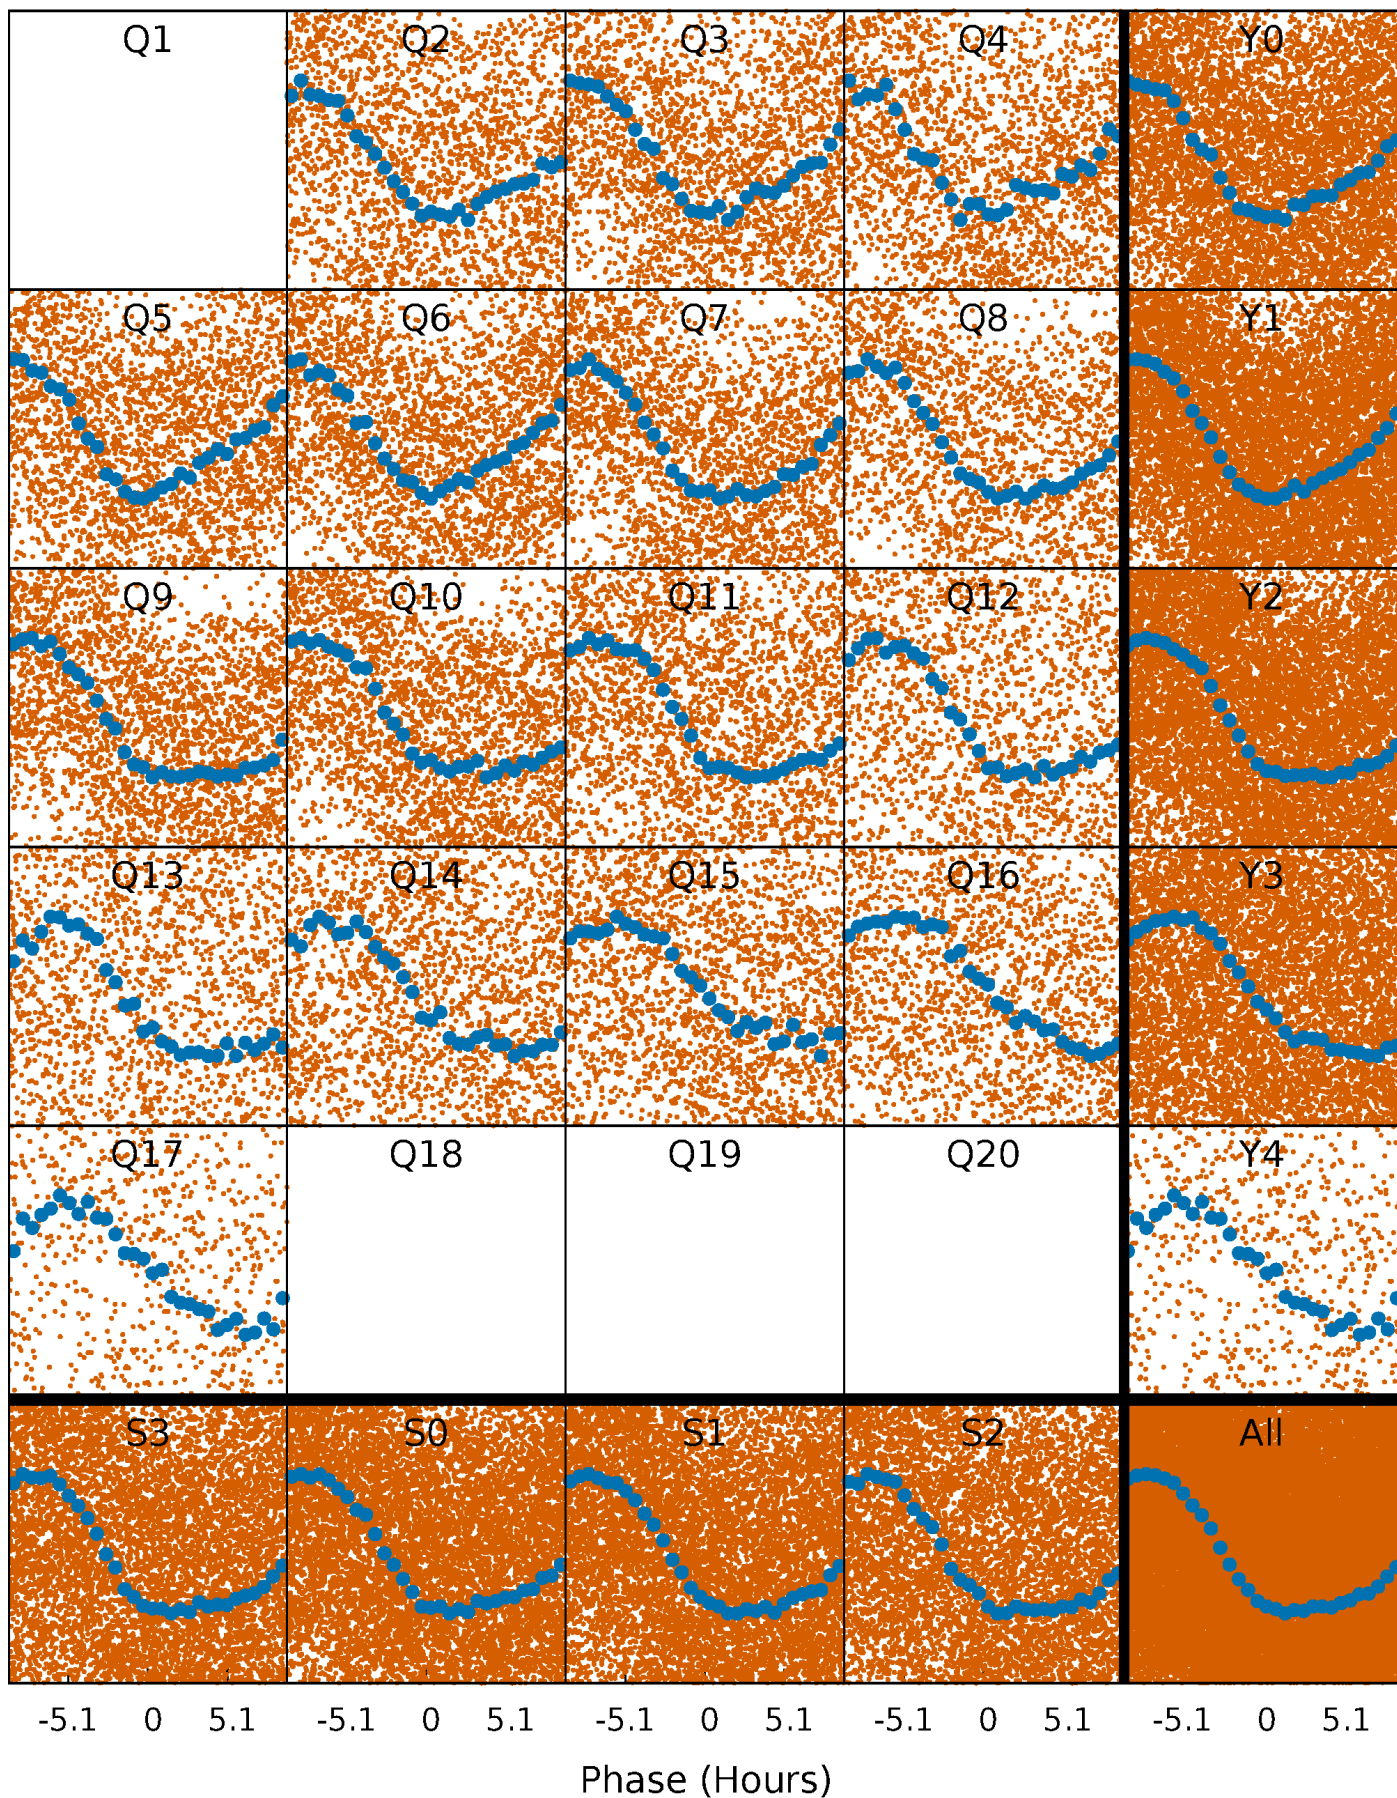 Q1 Q2 Q3 Q4 Y0
Q5 Q6 Q7 Q8 Y1
Q9 Q10 Q11 Q12 Y2
Q13 Q14 Q15 Q16 Y3
Q17 Q18 Q19 Q20 Y4
S3 S0 S1 S2 All
-5.1 0 5.1 -5.1 0 5.1 -5.1 0 5.1 -5.1 0 5.1 -5.1 0 5.1
Phase (Hours)